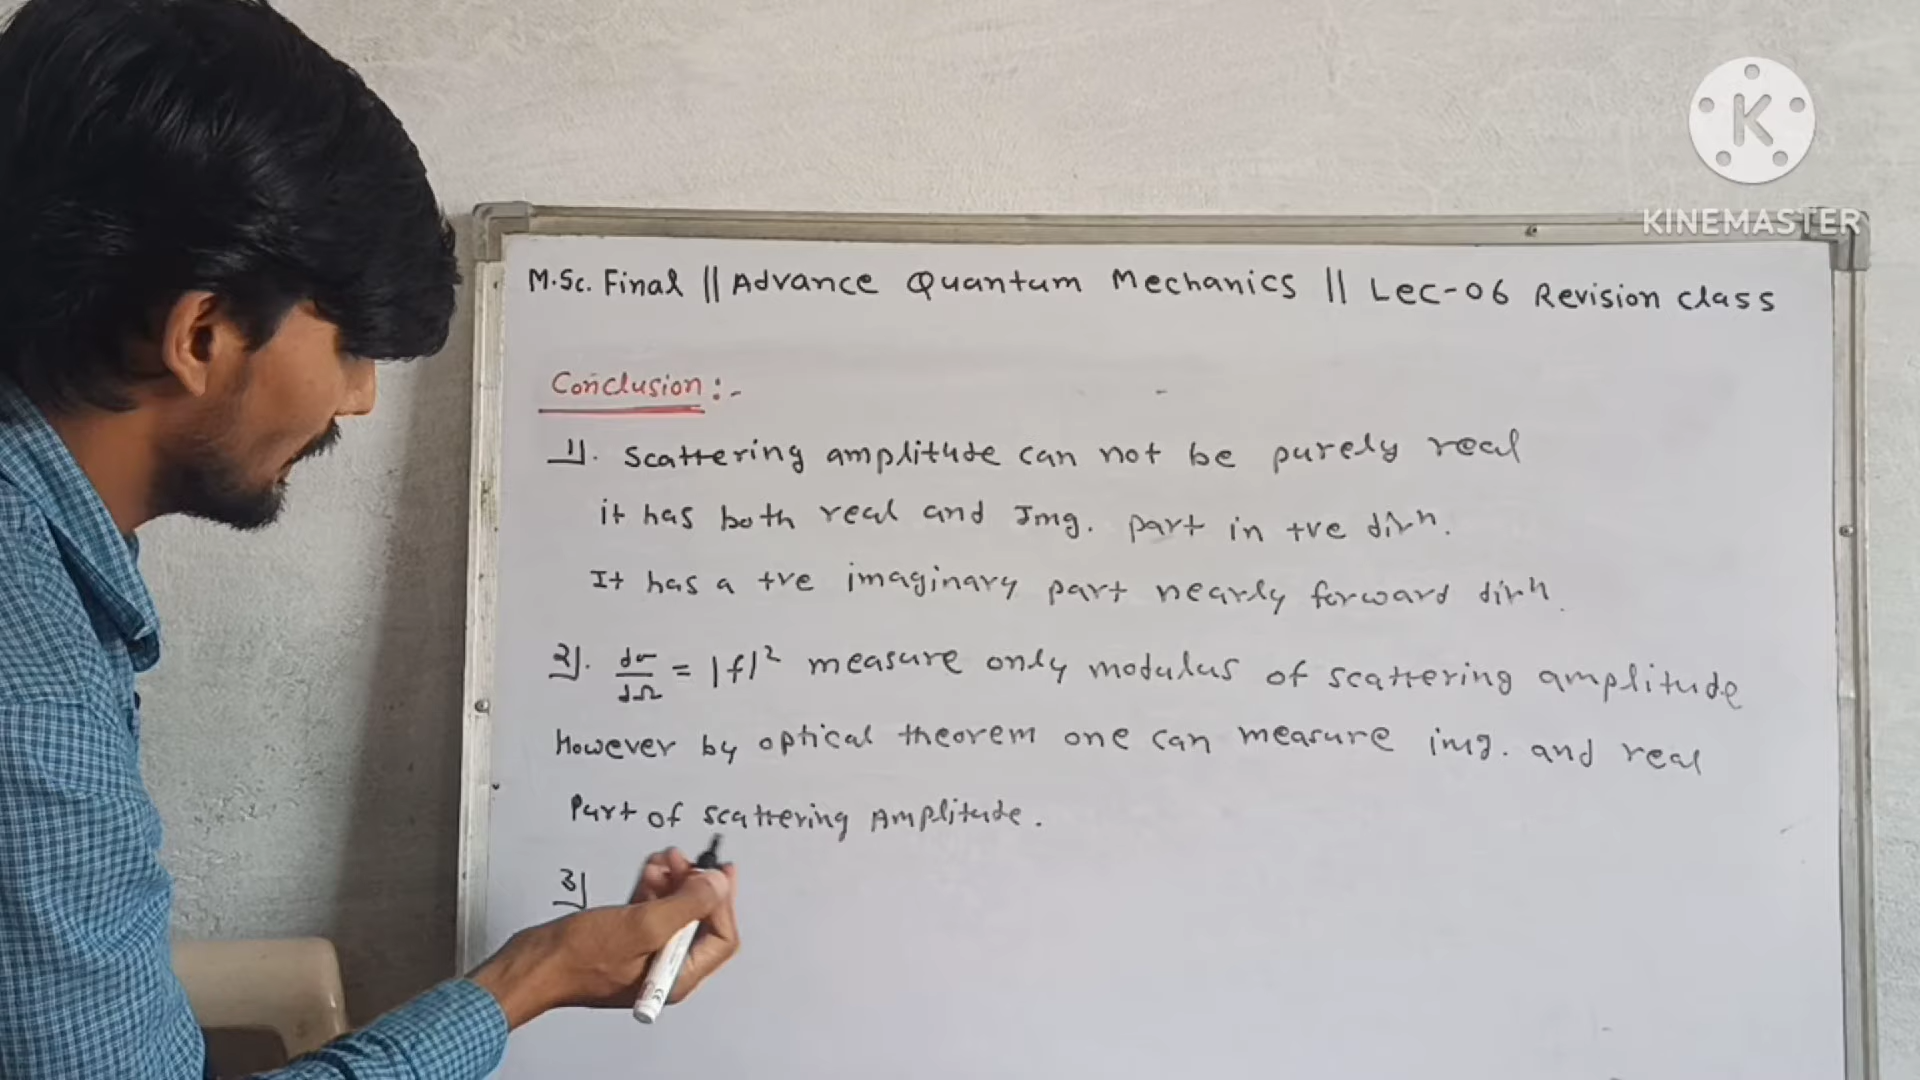 KINEMASTER
M.Sc. Final || Advance Quantum Mechanics || Lec-06 Revision class
Conclusion :-
1). Scattering amplitude can not be purely real
it has both real and Img. part in +ve dirn.
It has a +ve imaginary part nearly forward dirn.
2). dσ/dΩ = |f|² measure only modulus of scattering amplitude
However by optical theorem one can measure img. and real
Part of scattering Amplitude.
3)